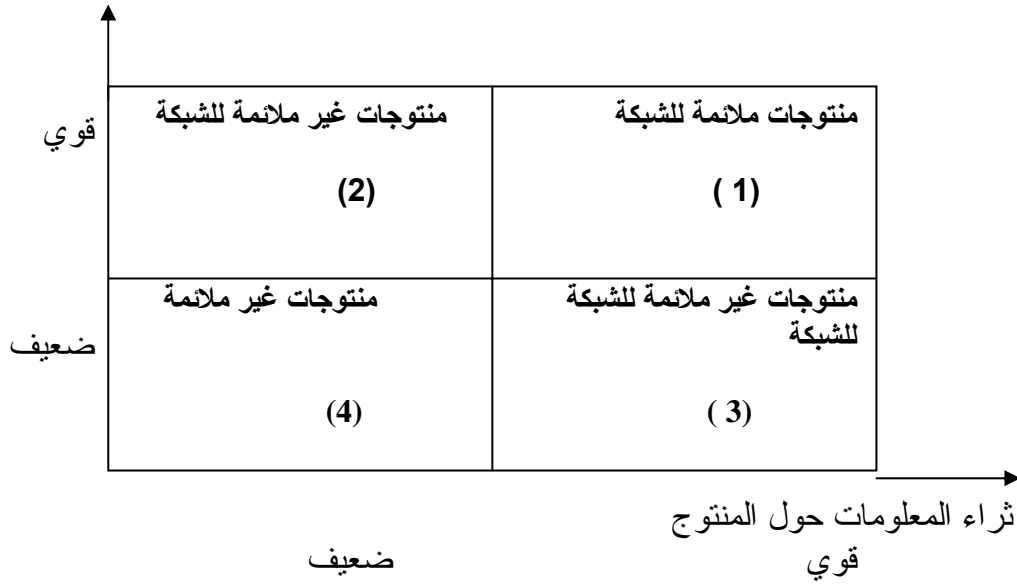 منتوجات ملائمة للشبكة
منتوجات غير ملائمة للشبكة
قوي
( 1)
(2)
منتوجات غير ملائمة للشبكة
للشبكة
منتوجات غير ملائمة
ضعيف
( 3)
(4)
ثراء المعلومات حول المنتوج
قوي
ضعيف